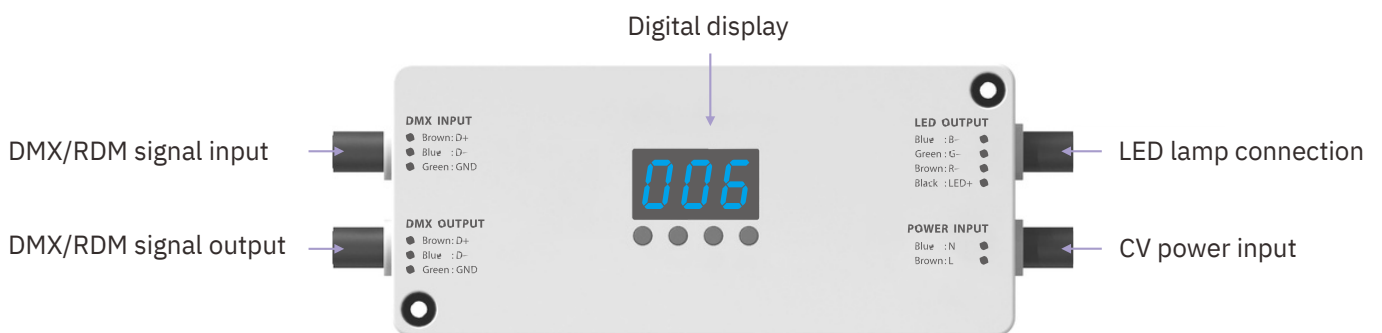 Digital display
DMX/RDM signal input
DMX/RDM signal output
DMX INPUT
Brown: D+
Blue : D-
Green: GND
DMX OUTPUT
Brown: D+
Blue : D-
Green: GND
006
LED OUTPUT
Blue : B-
Green: G-
Brown: R-
Black : LED+
POWER INPUT
Blue : N
Brown: L
LED lamp connection
CV power input